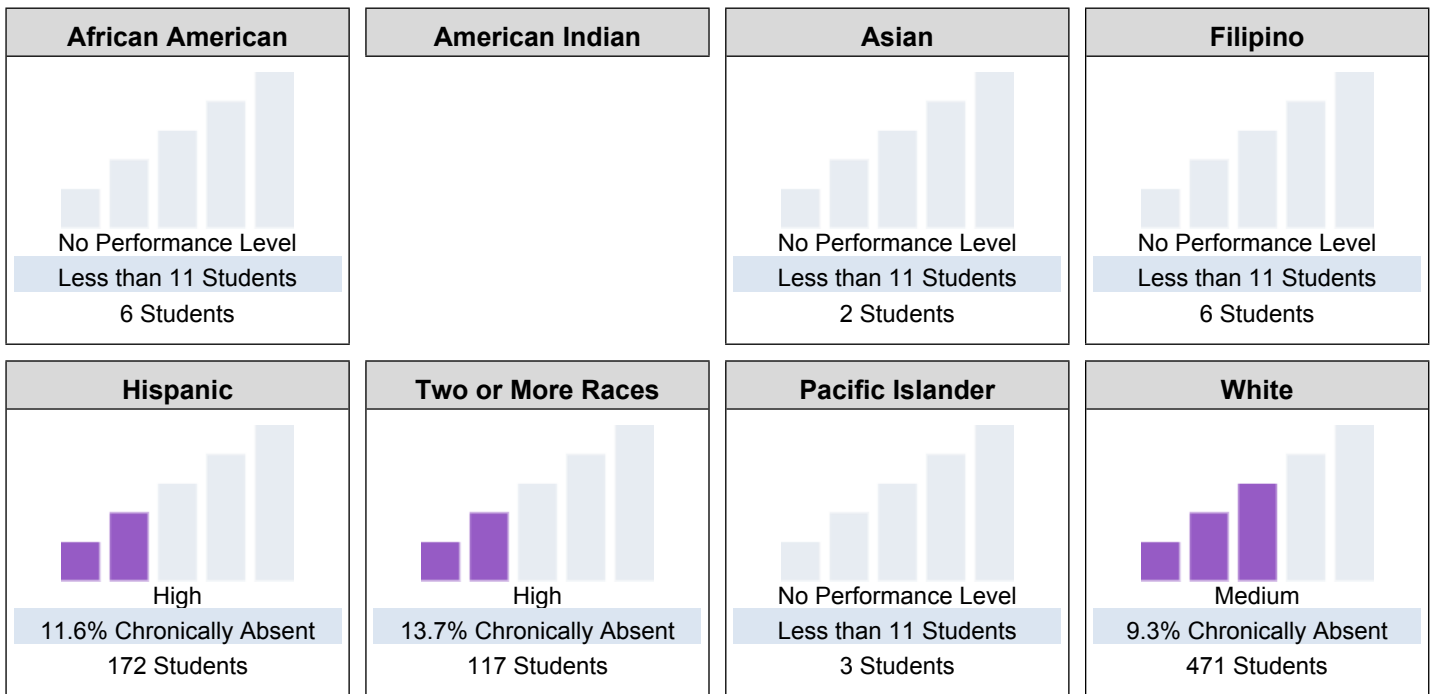 African American
American Indian
Asian
Filipino
No Performance Level
Less than 11 Students
6 Students
No Performance Level
Less than 11 Students
2 Students
No Performance Level
Less than 11 Students
6 Students
Hispanic
Two or More Races
Pacific Islander
White
High
11.6% Chronically Absent
172 Students
High
13.7% Chronically Absent
117 Students
No Performance Level
Less than 11 Students
3 Students
Medium
9.3% Chronically Absent
471 Students